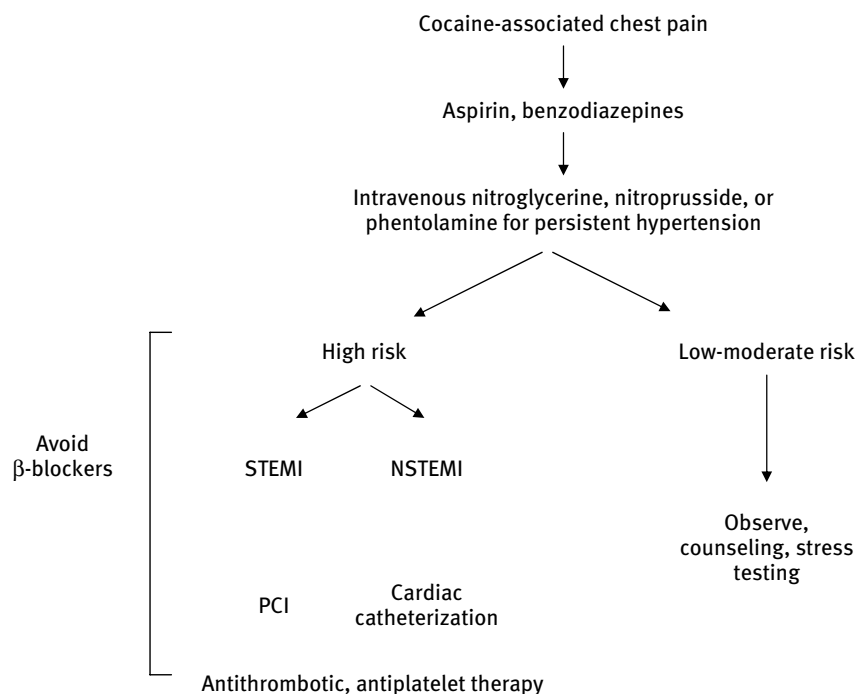 Cocaine-associated chest pain
Aspirin, benzodiazepines
Intravenous nitroglycerine, nitroprusside, or
phentolamine for persistent hypertension
High risk
Low-moderate risk
Avoid
β-blockers
STEMI
NSTEMI
Observe,
counseling, stress
testing
PCI
Cardiac
catheterization
Antithrombotic, antiplatelet therapy